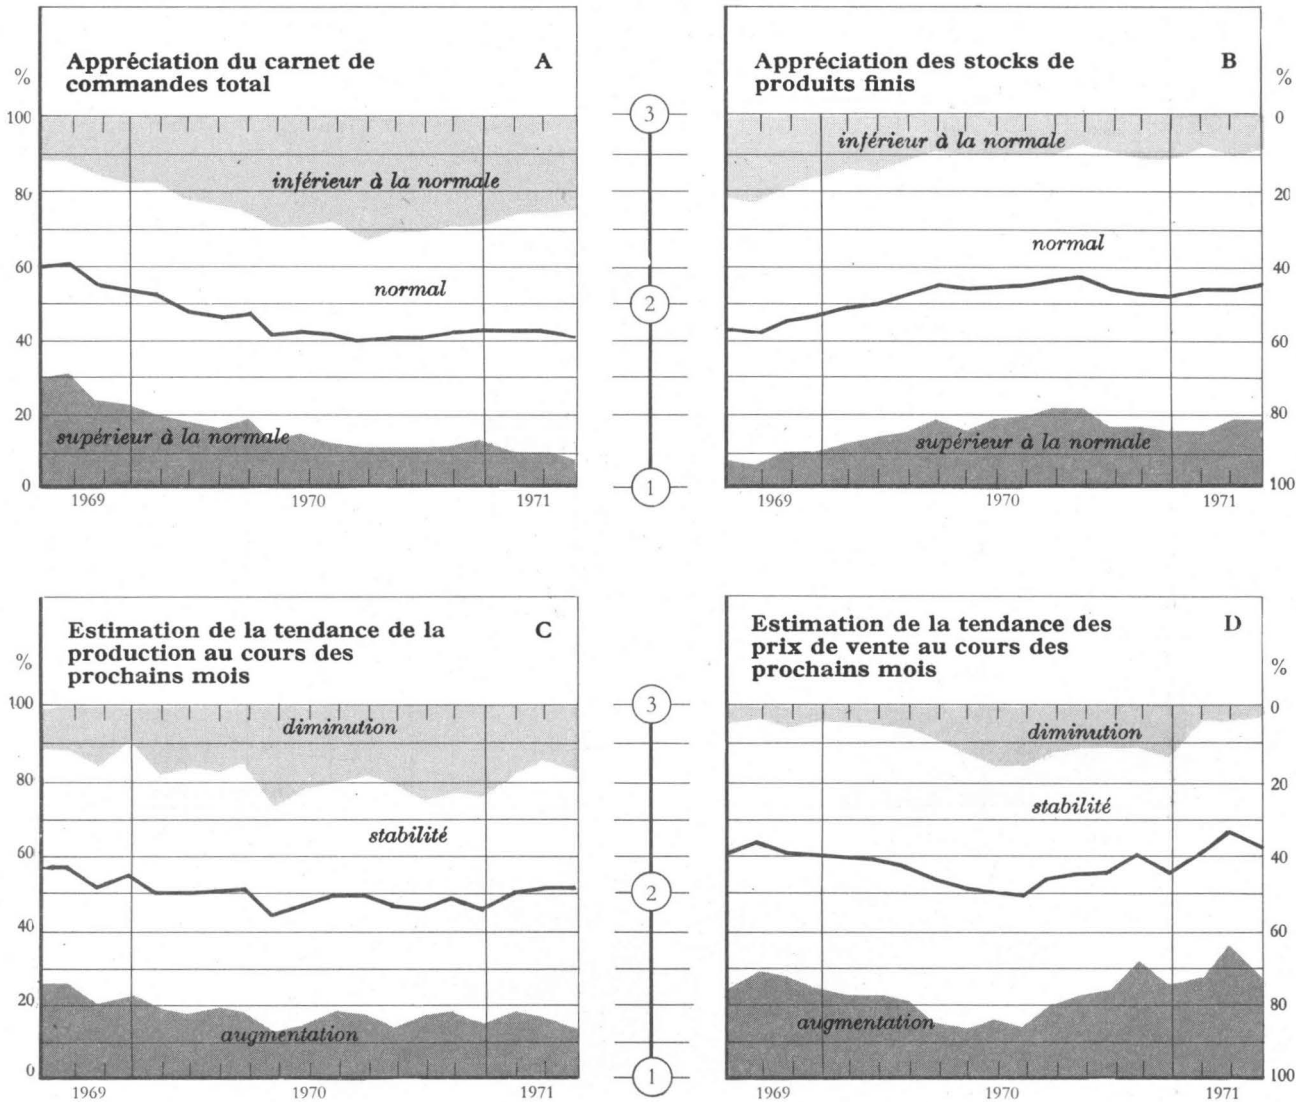 Appréciation du carnet de
commandes total
A
%
100
80
60
40
20
0
inférieur à la normale
normal
supérieur à la normale
1969
1970
1971
3
2
1
Appréciation des stocks de
produits finis
B
%
0
20
40
60
80
100
inférieur à la normale
normal
supérieur à la normale
1969
1970
1971
Estimation de la tendance de la
production au cours des
prochains mois
C
%
100
80
60
40
20
0
diminution
stabilité
augmentation
1969
1970
1971
3
2
1
Estimation de la tendance des
prix de vente au cours des
prochains mois
D
%
0
20
40
60
80
100
diminution
stabilité
augmentation
1969
1970
1971